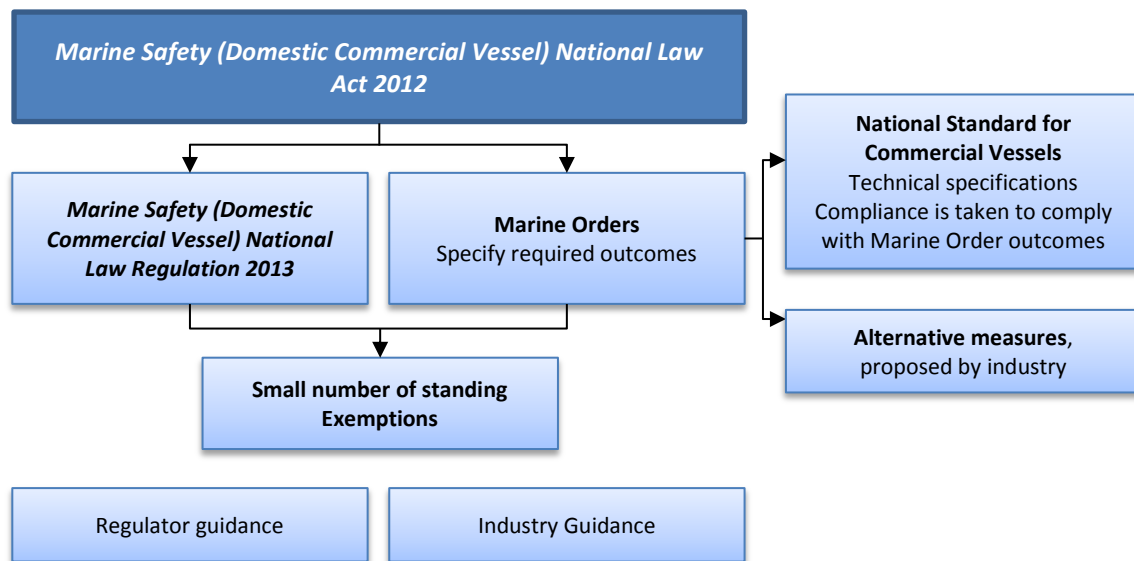 Marine Safety (Domestic Commercial Vessel) National Law
Act 2012
Marine Safety (Domestic
Commercial Vessel) National
Law Regulation 2013
Marine Orders
Specify required outcomes
National Standard for
Commercial Vessels
Technical specifications
Compliance is taken to comply
with Marine Order outcomes
Alternative measures,
proposed by industry
Small number of standing
Exemptions
Regulator guidance
Industry Guidance